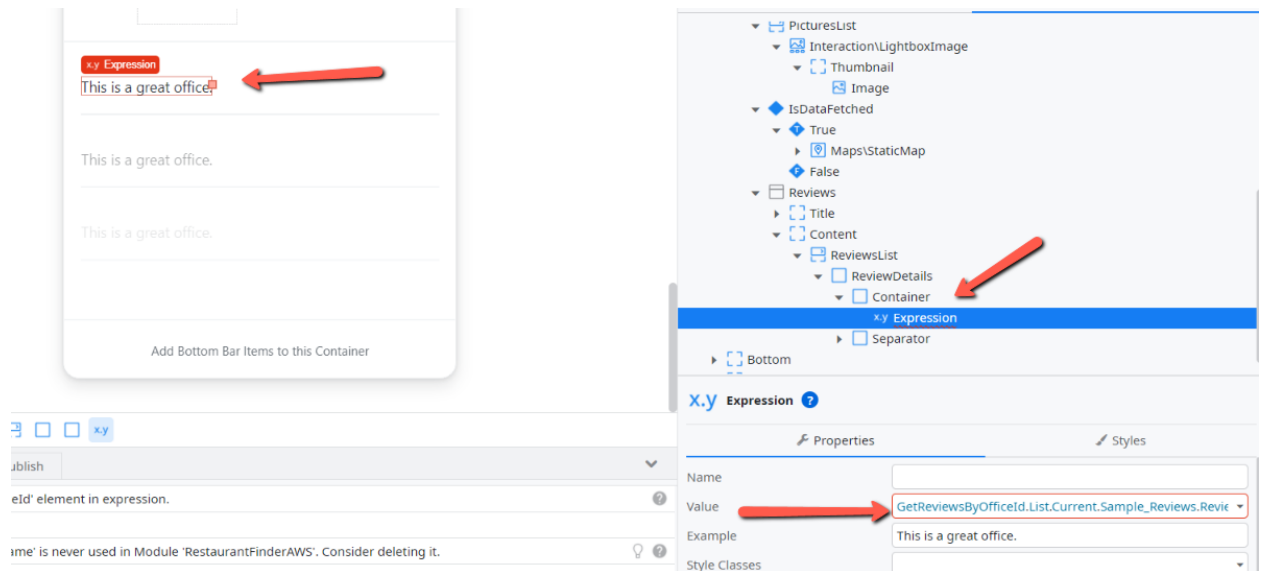 x.y Expression
This is a great office.
This is a great office.
This is a great office.
Add Bottom Bar Items to this Container
x.y
ublish
eId' element in expression.
ame' is never used in Module 'RestaurantFinderAWS'. Consider deleting it.
PicturesList
Interaction\LightboxImage
Thumbnail
Image
IsDataFetched
T True
Maps\StaticMap
F False
Reviews
Title
Content
ReviewsList
ReviewDetails
Container
x.y Expression
Separator
Bottom
x.y Expression ?
Properties Styles
Name
Value GetReviewsByOfficeId.List.Current.Sample_Reviews.Revie
Example This is a great office.
Style Classes